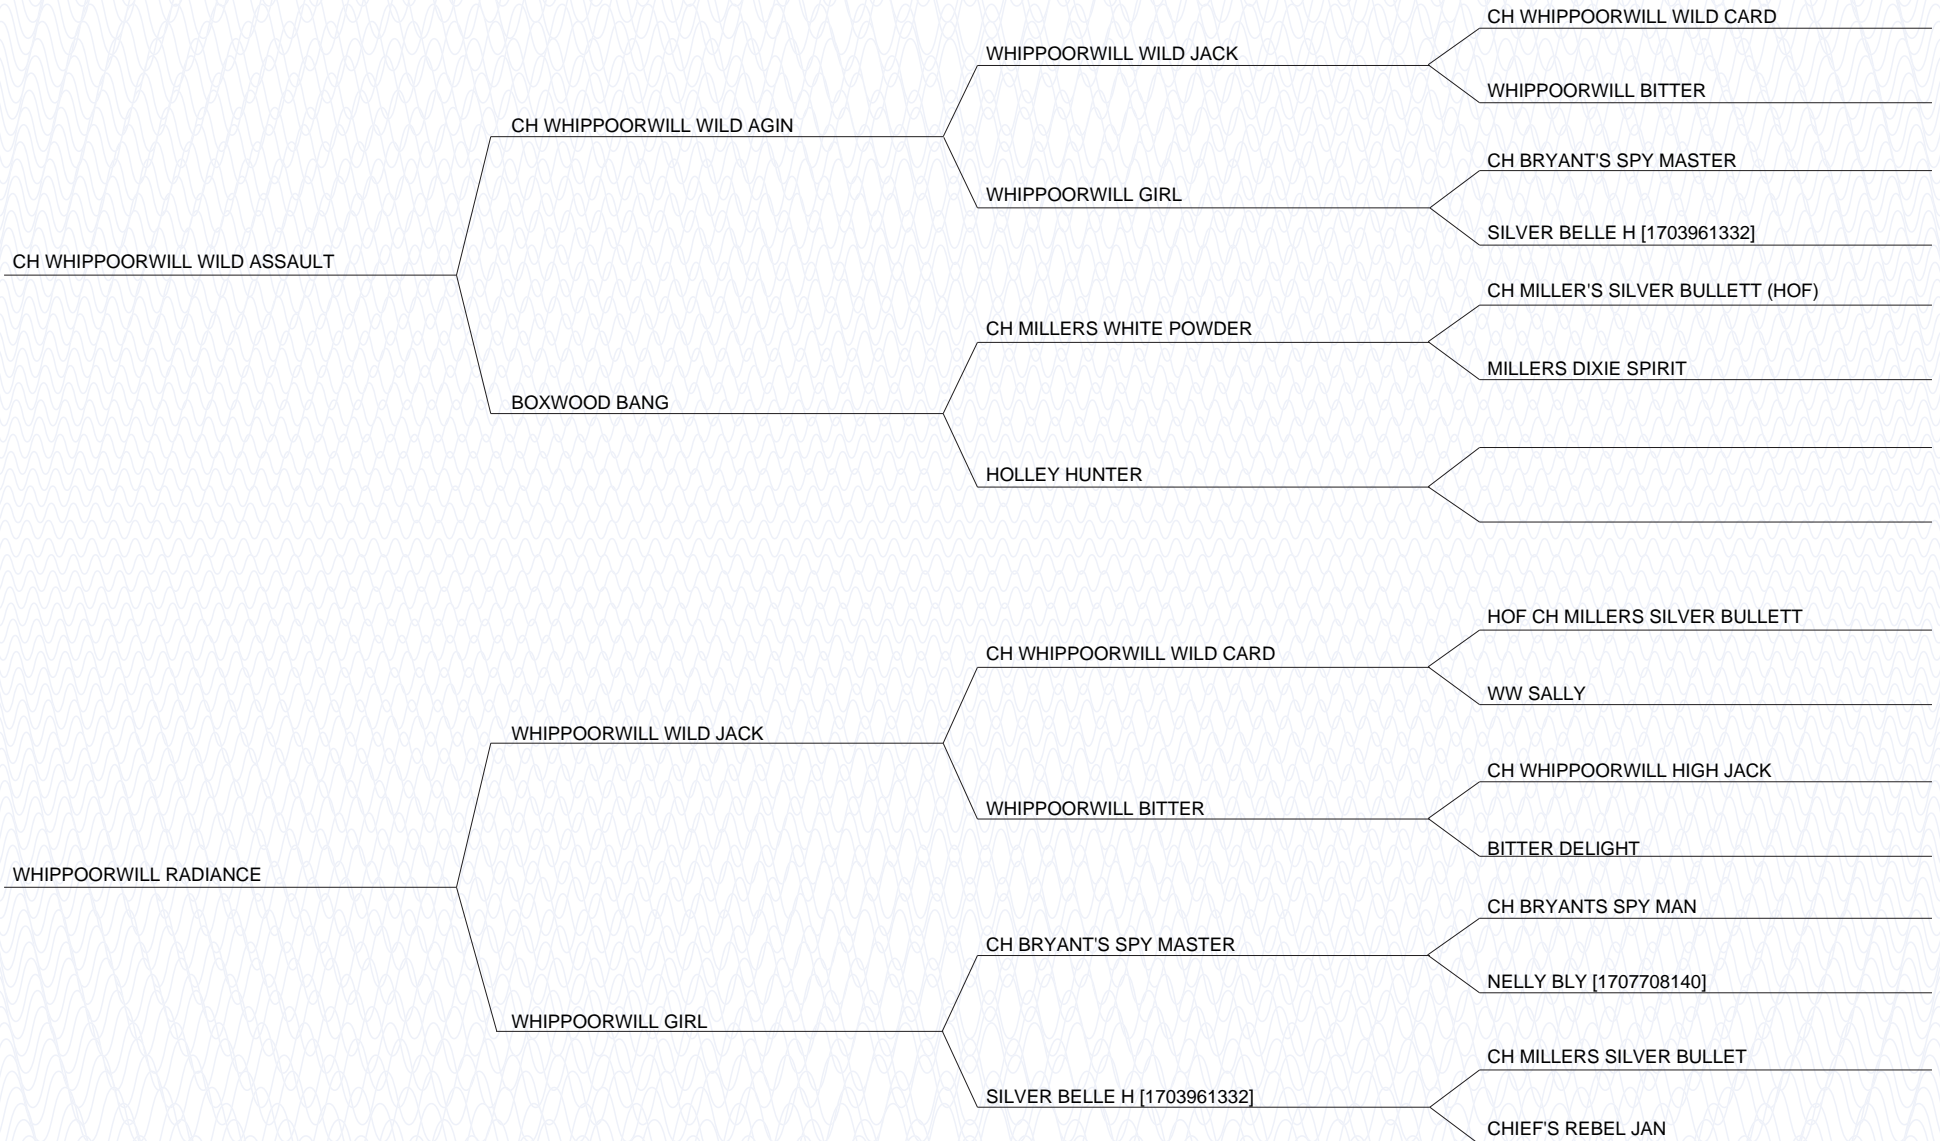 CH WHIPPOORWILL WILD CARD
WHIPPOORWILL WILD JACK
WHIPPOORWILL BITTER
CH WHIPPOORWILL WILD AGIN
CH BRYANT'S SPY MASTER
WHIPPOORWILL GIRL
SILVER BELLE H [1703961332]
CH WHIPPOORWILL WILD ASSAULT
CH MILLER'S SILVER BULLETT (HOF)
CH MILLERS WHITE POWDER
MILLERS DIXIE SPIRIT
BOXWOOD BANG
HOLLEY HUNTER
HOF CH MILLERS SILVER BULLETT
CH WHIPPOORWILL WILD CARD
WW SALLY
WHIPPOORWILL WILD JACK
CH WHIPPOORWILL HIGH JACK
WHIPPOORWILL BITTER
BITTER DELIGHT
WHIPPOORWILL RADIANCE
CH BRYANTS SPY MAN
CH BRYANT'S SPY MASTER
NELLY BLY [1707708140]
WHIPPOORWILL GIRL
CH MILLERS SILVER BULLET
SILVER BELLE H [1703961332]
CHIEF'S REBEL JAN